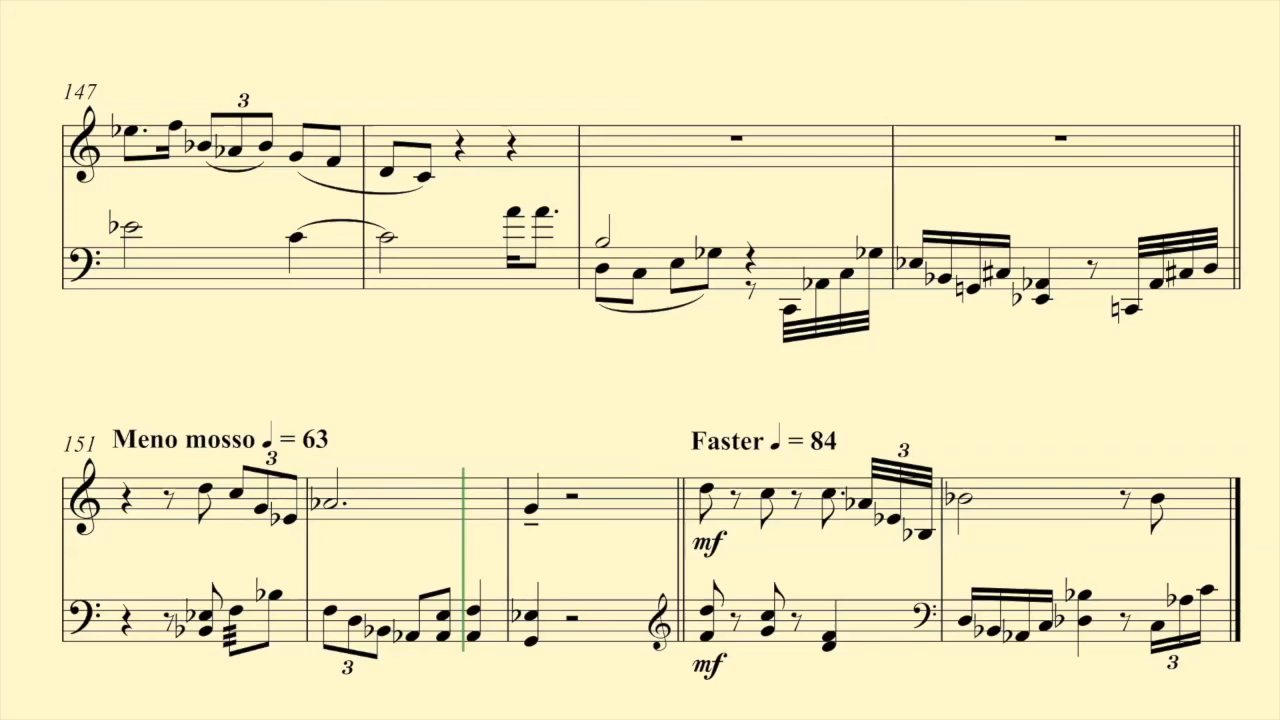 147
3
151 Meno mosso ♩ = 63
3
Faster ♩ = 84
3
mf
3
mf
3